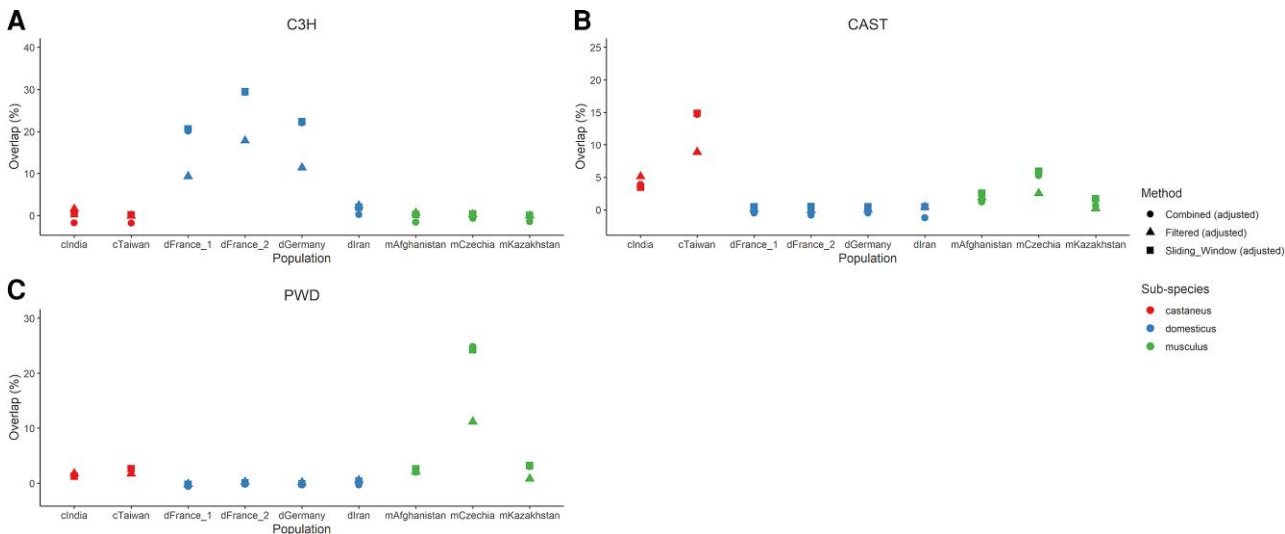 A
C3H
40
30
20
10
0
Overlap (%)
cIndia cTaiwan dFrance_1 dFrance_2 dGermany dIran mAfghanistan mCzechia mKazakhstan
Population
B
CAST
25
20
15
10
5
0
Overlap (%)
cIndia cTaiwan dFrance_1 dFrance_2 dGermany dIran mAfghanistan mCzechia mKazakhstan
Population
Method
Combined (adjusted)
Filtered (adjusted)
Sliding_Window (adjusted)
Sub-species
castaneus
domesticus
musculus
C
PWD
30
20
10
0
Overlap (%)
cIndia cTaiwan dFrance_1 dFrance_2 dGermany dIran mAfghanistan mCzechia mKazakhstan
Population